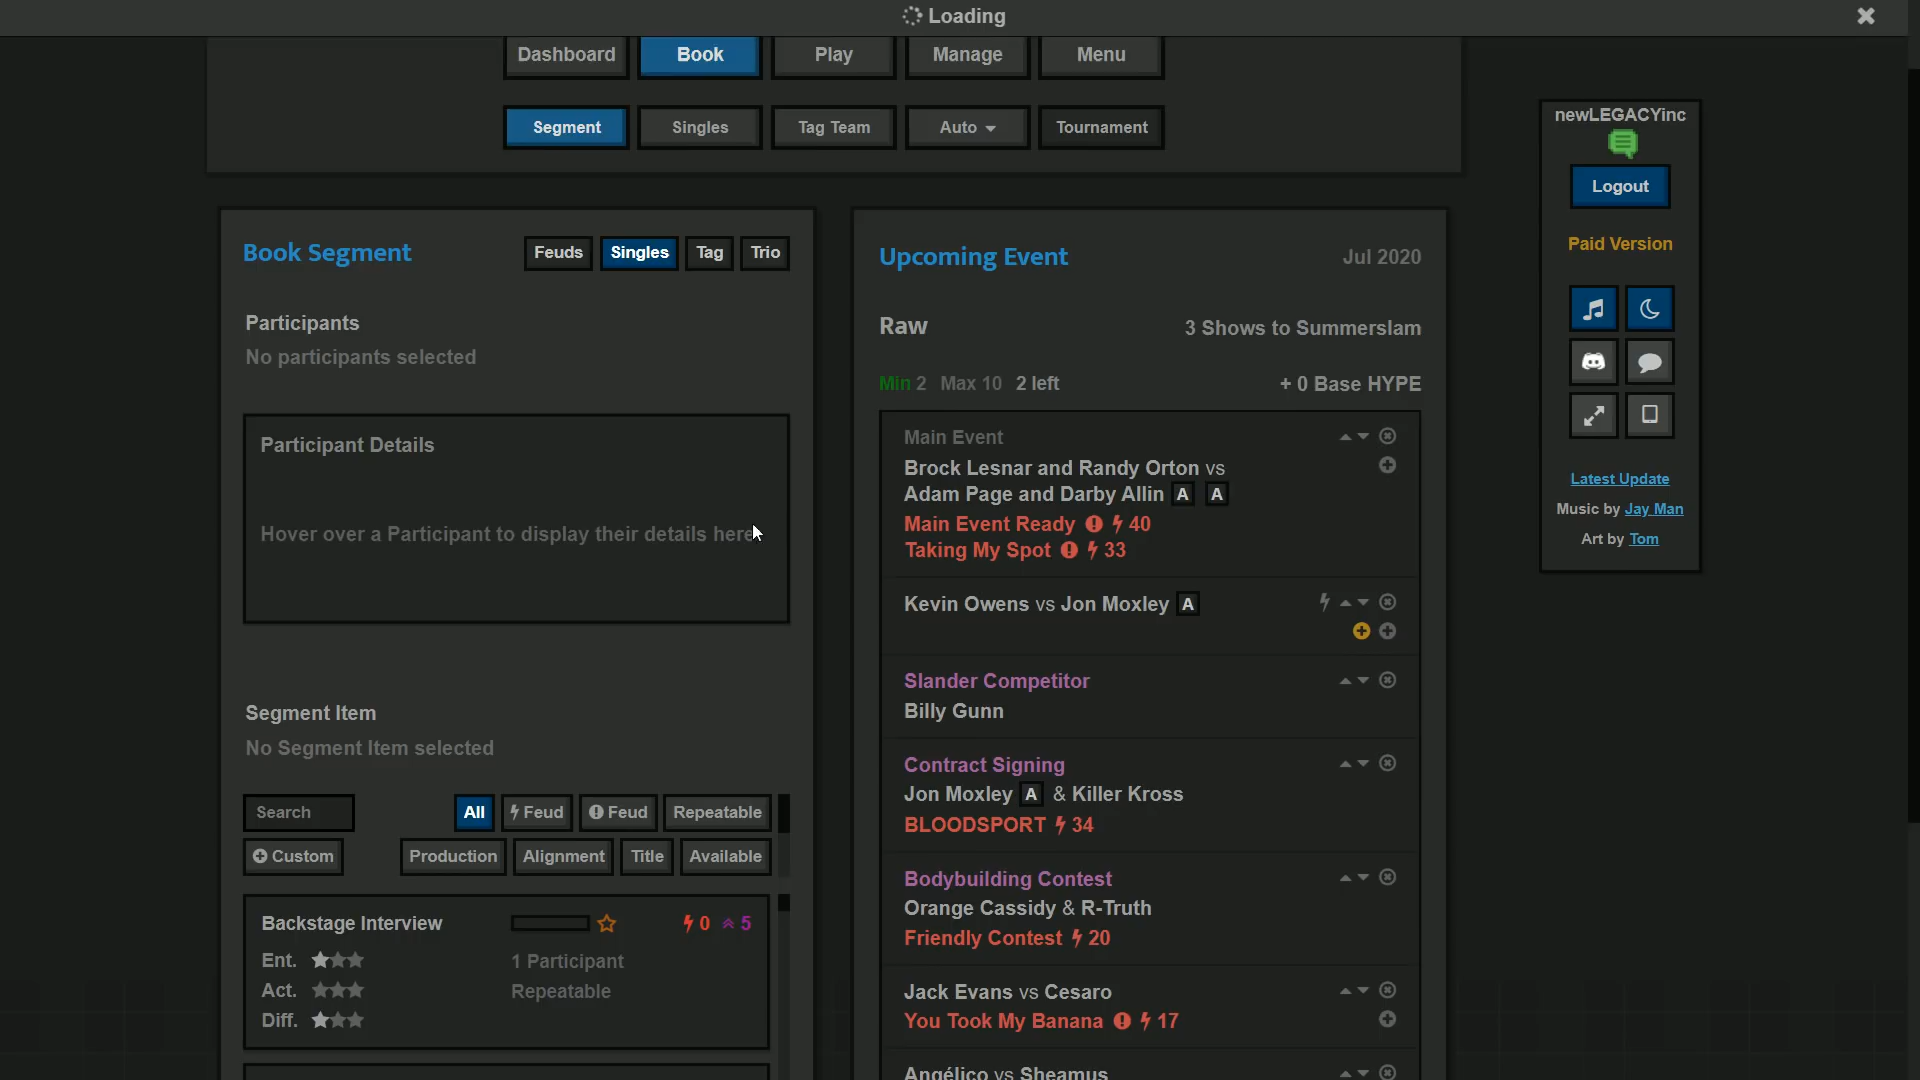 Loading
Dashboard Book Play Manage Menu
Segment Singles Tag Team Auto Tournament
newLEGACYinc
Logout
Paid Version
Latest Update
Music by Jay Man
Art by Tom
Book Segment Feuds Singles Tag Trio
Participants
No participants selected
Participant Details
Hover over a Participant to display their details here
Segment Item
No Segment Item selected
Search All Feud Feud Repeatable
Custom Production Alignment Title Available
Backstage Interview 0 5
Ent. 1 Participant
Act. Repeatable
Diff.
Upcoming Event Jul 2020
Raw 3 Shows to Summerslam
Min 2 Max 10 2 left + 0 Base HYPE
Main Event
Brock Lesnar and Randy Orton vs
Adam Page and Darby Allin A A
Main Event Ready 40
Taking My Spot 33
Kevin Owens vs Jon Moxley A
Slander Competitor
Billy Gunn
Contract Signing
Jon Moxley A & Killer Kross
BLOODSPORT 34
Bodybuilding Contest
Orange Cassidy & R-Truth
Friendly Contest 20
Jack Evans vs Cesaro
You Took My Banana 17
Angélico vs Sheamus